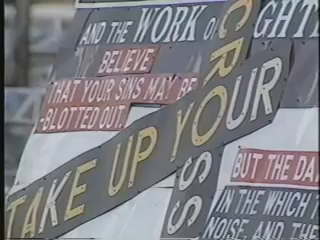 AND THE WORK OF
BELIEVE
THAT YOUR SINS MAY BE
BLOTTED OUT.
TAKE UP YOUR
CROSS
BUT THE DA
IN THE WHICH
NOISE, AND THE